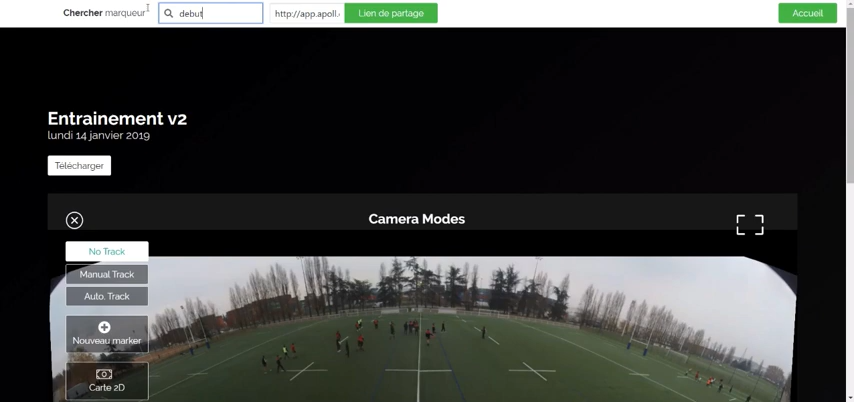 Chercher marqueur
debut
http://app.apoll.
Lien de partage
Accueil
Entrainement v2
lundi 14 janvier 2019
Télécharger
Camera Modes
No Track
Manual Track
Auto. Track
Nouveau marker
Carte 2D